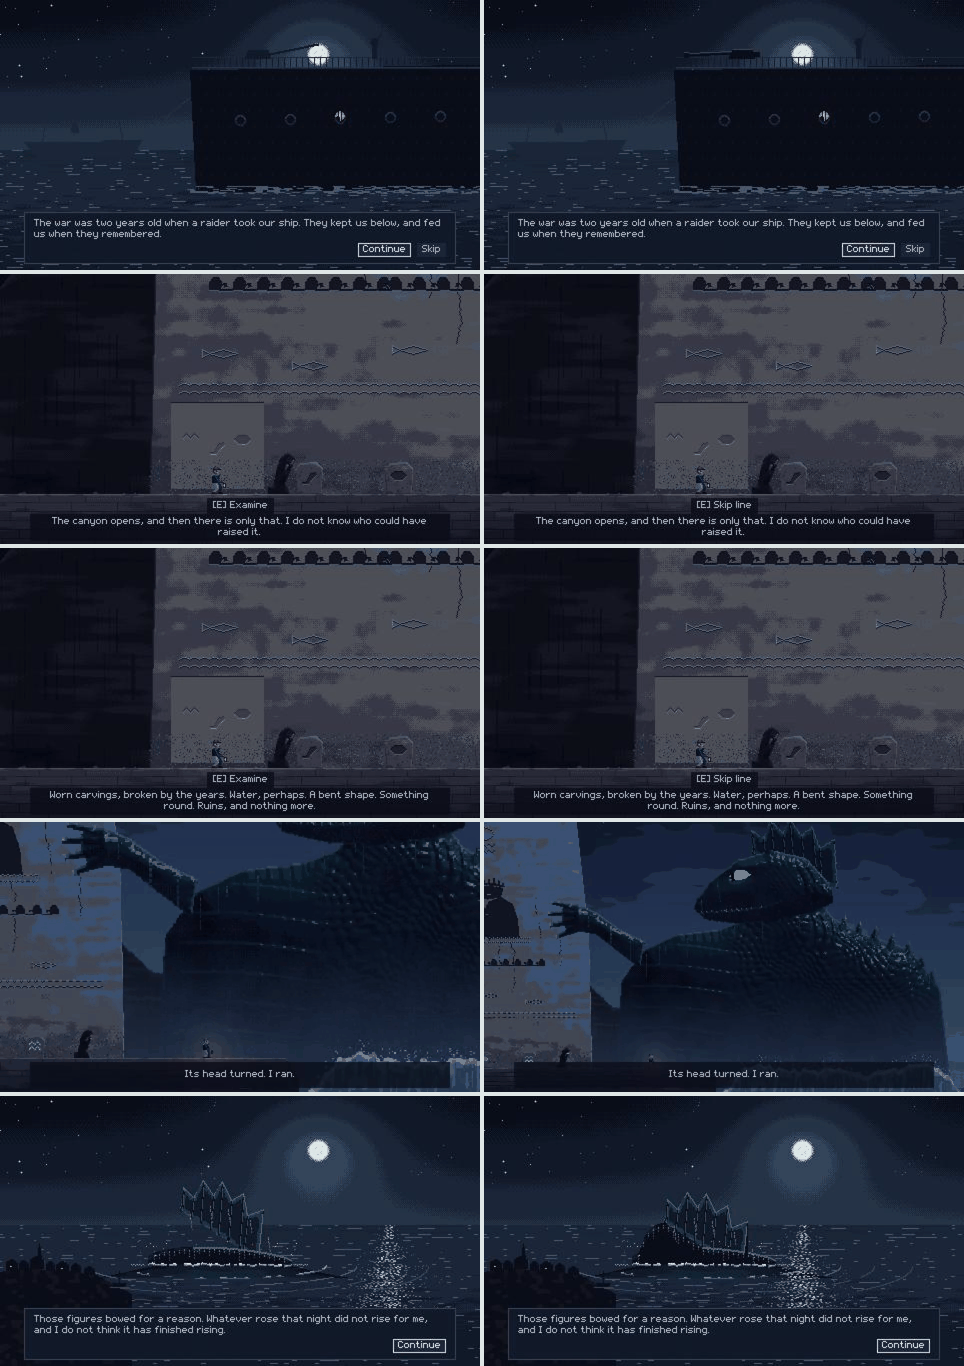 The war was two years old when a raider took our ship. They kept us below, and fed
us when they remembered.
Continue Skip
The war was two years old when a raider took our ship. They kept us below, and fed
us when they remembered.
Continue Skip
[E] Examine
The canyon opens, and then there is only that. I do not know who could have
raised it.
[E] Skip line
The canyon opens, and then there is only that. I do not know who could have
raised it.
[E] Examine
Worn carvings, broken by the years. Water, perhaps. A bent shape. Something
round. Ruins, and nothing more.
[E] Skip line
Worn carvings, broken by the years. Water, perhaps. A bent shape. Something
round. Ruins, and nothing more.
Its head turned. I ran.
Its head turned. I ran.
Those figures bowed for a reason. Whatever rose that night did not rise for me,
and I do not think it has finished rising.
Continue
Those figures bowed for a reason. Whatever rose that night did not rise for me,
and I do not think it has finished rising.
Continue